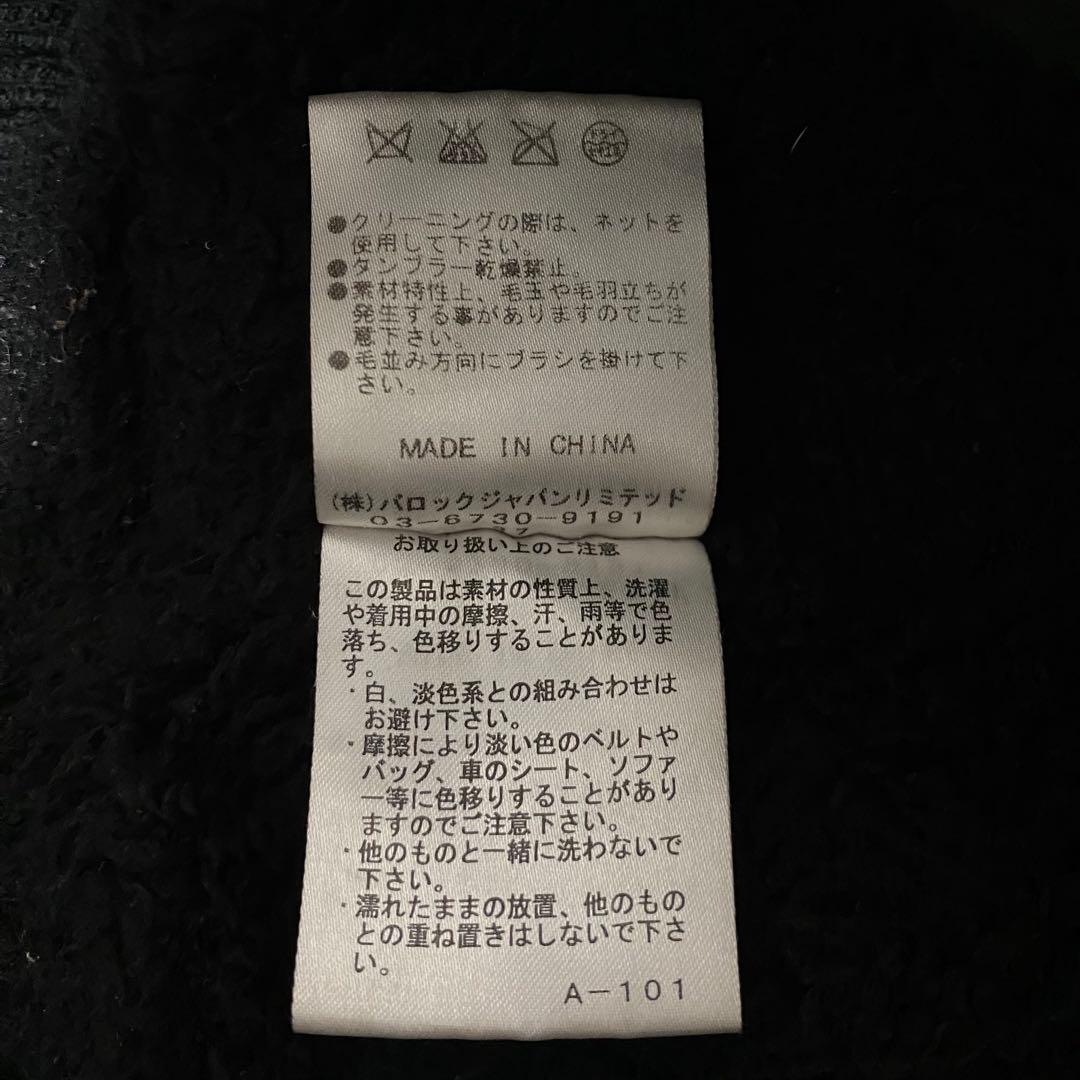 ●クリーニングの際は、ネットを
使用して下さい。
●タンブラー乾燥禁止。
●素材特性上、毛玉や毛羽立ちが
発生する事がありますのでご注
意下さい。
●毛並み方向にブラシを掛けて下
さい。
MADE IN CHINA
(株)バロックジャパンリミテッド
03-6730-9191
お取り扱い上のご注意
この製品は素材の性質上、洗濯
や着用中の摩擦、汗、雨等で色
落ち、色移りすることがありま
す。
・白、淡色系との組み合わせは
お避け下さい。
・摩擦により淡い色のベルトや
バッグ、車のシート、ソファ
ー等に色移りすることがあり
ますのでご注意下さい。
・他のものと一緒に洗わないで
下さい。
・濡れたままの放置、他のもの
との重ね置きはしないで下さ
い。
A-101